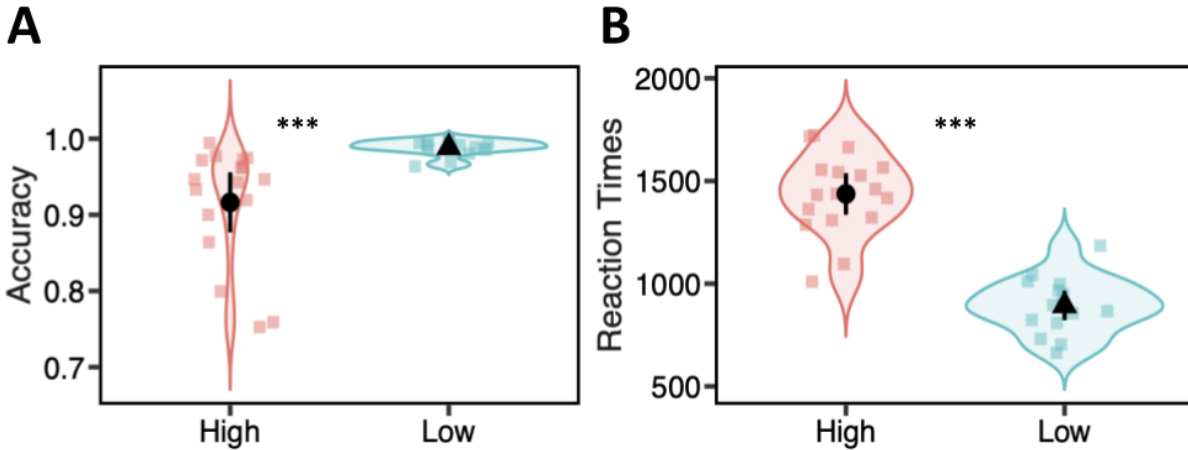 A
B
Accuracy
1.0
0.9
0.8
0.7
***
High
Low
Reaction Times
2000
1500
1000
500
***
High
Low